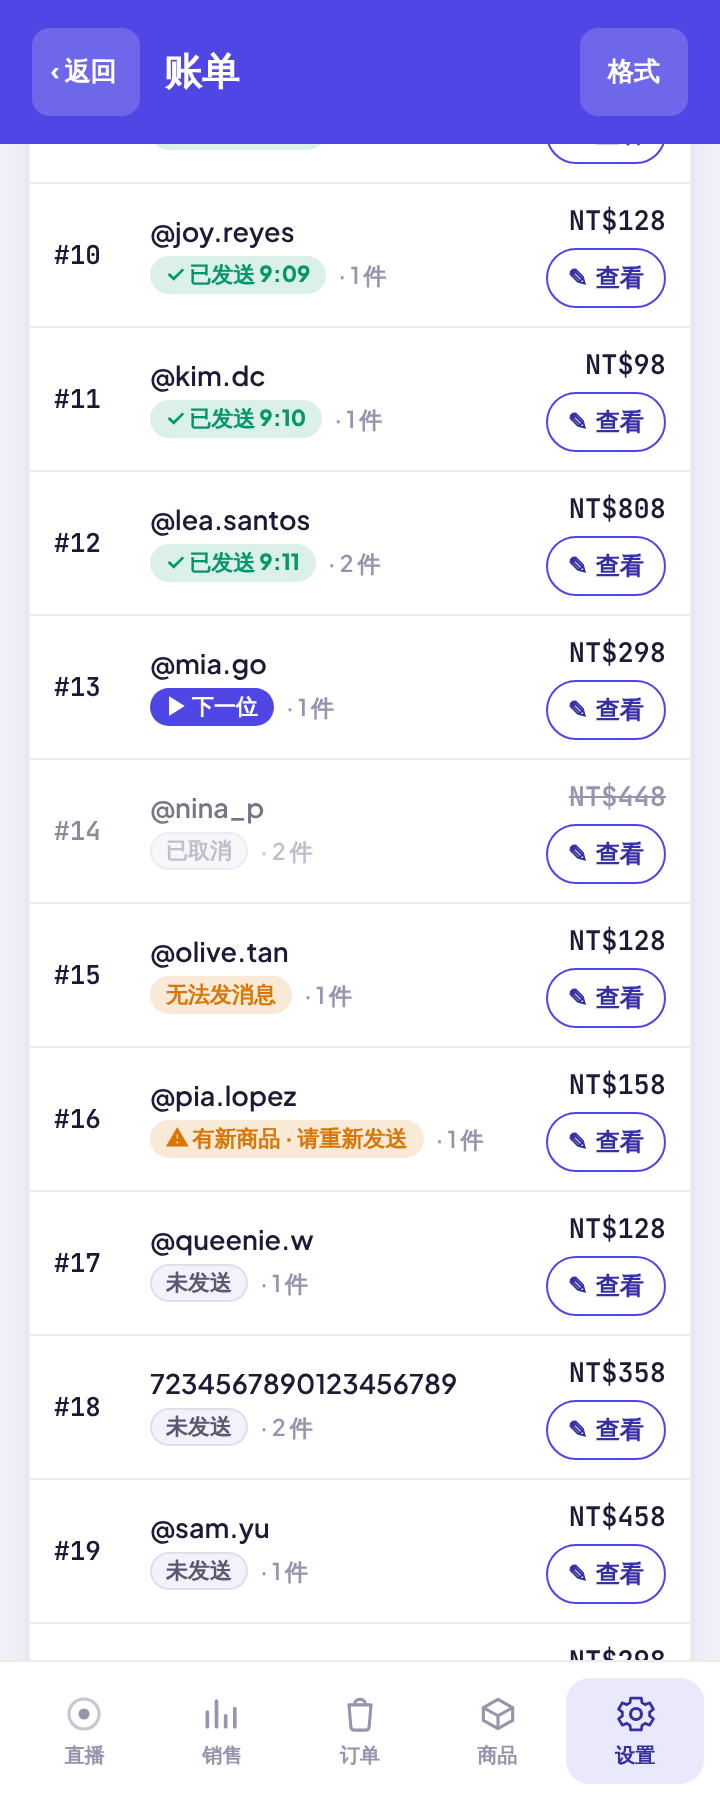 ‹ 返回 账单 格式
NT$128
#10 @joy.reyes
✓ 已发送 9:09 · 1件 ✎ 查看
NT$98
#11 @kim.dc
✓ 已发送 9:10 · 1件 ✎ 查看
NT$808
#12 @lea.santos
✓ 已发送 9:11 · 2件 ✎ 查看
NT$298
#13 @mia.go
▶ 下一位 · 1件 ✎ 查看
NT$448
#14 @nina_p
已取消 · 2件 ✎ 查看
NT$128
#15 @olive.tan
无法发消息 · 1件 ✎ 查看
NT$158
#16 @pia.lopez
⚠ 有新商品 · 请重新发送 · 1件 ✎ 查看
NT$128
#17 @queenie.w
未发送 · 1件 ✎ 查看
NT$358
#18 7234567890123456789
未发送 · 2件 ✎ 查看
NT$458
#19 @sam.yu
未发送 · 1件 ✎ 查看
NT$298
直播 销售 订单 商品 设置